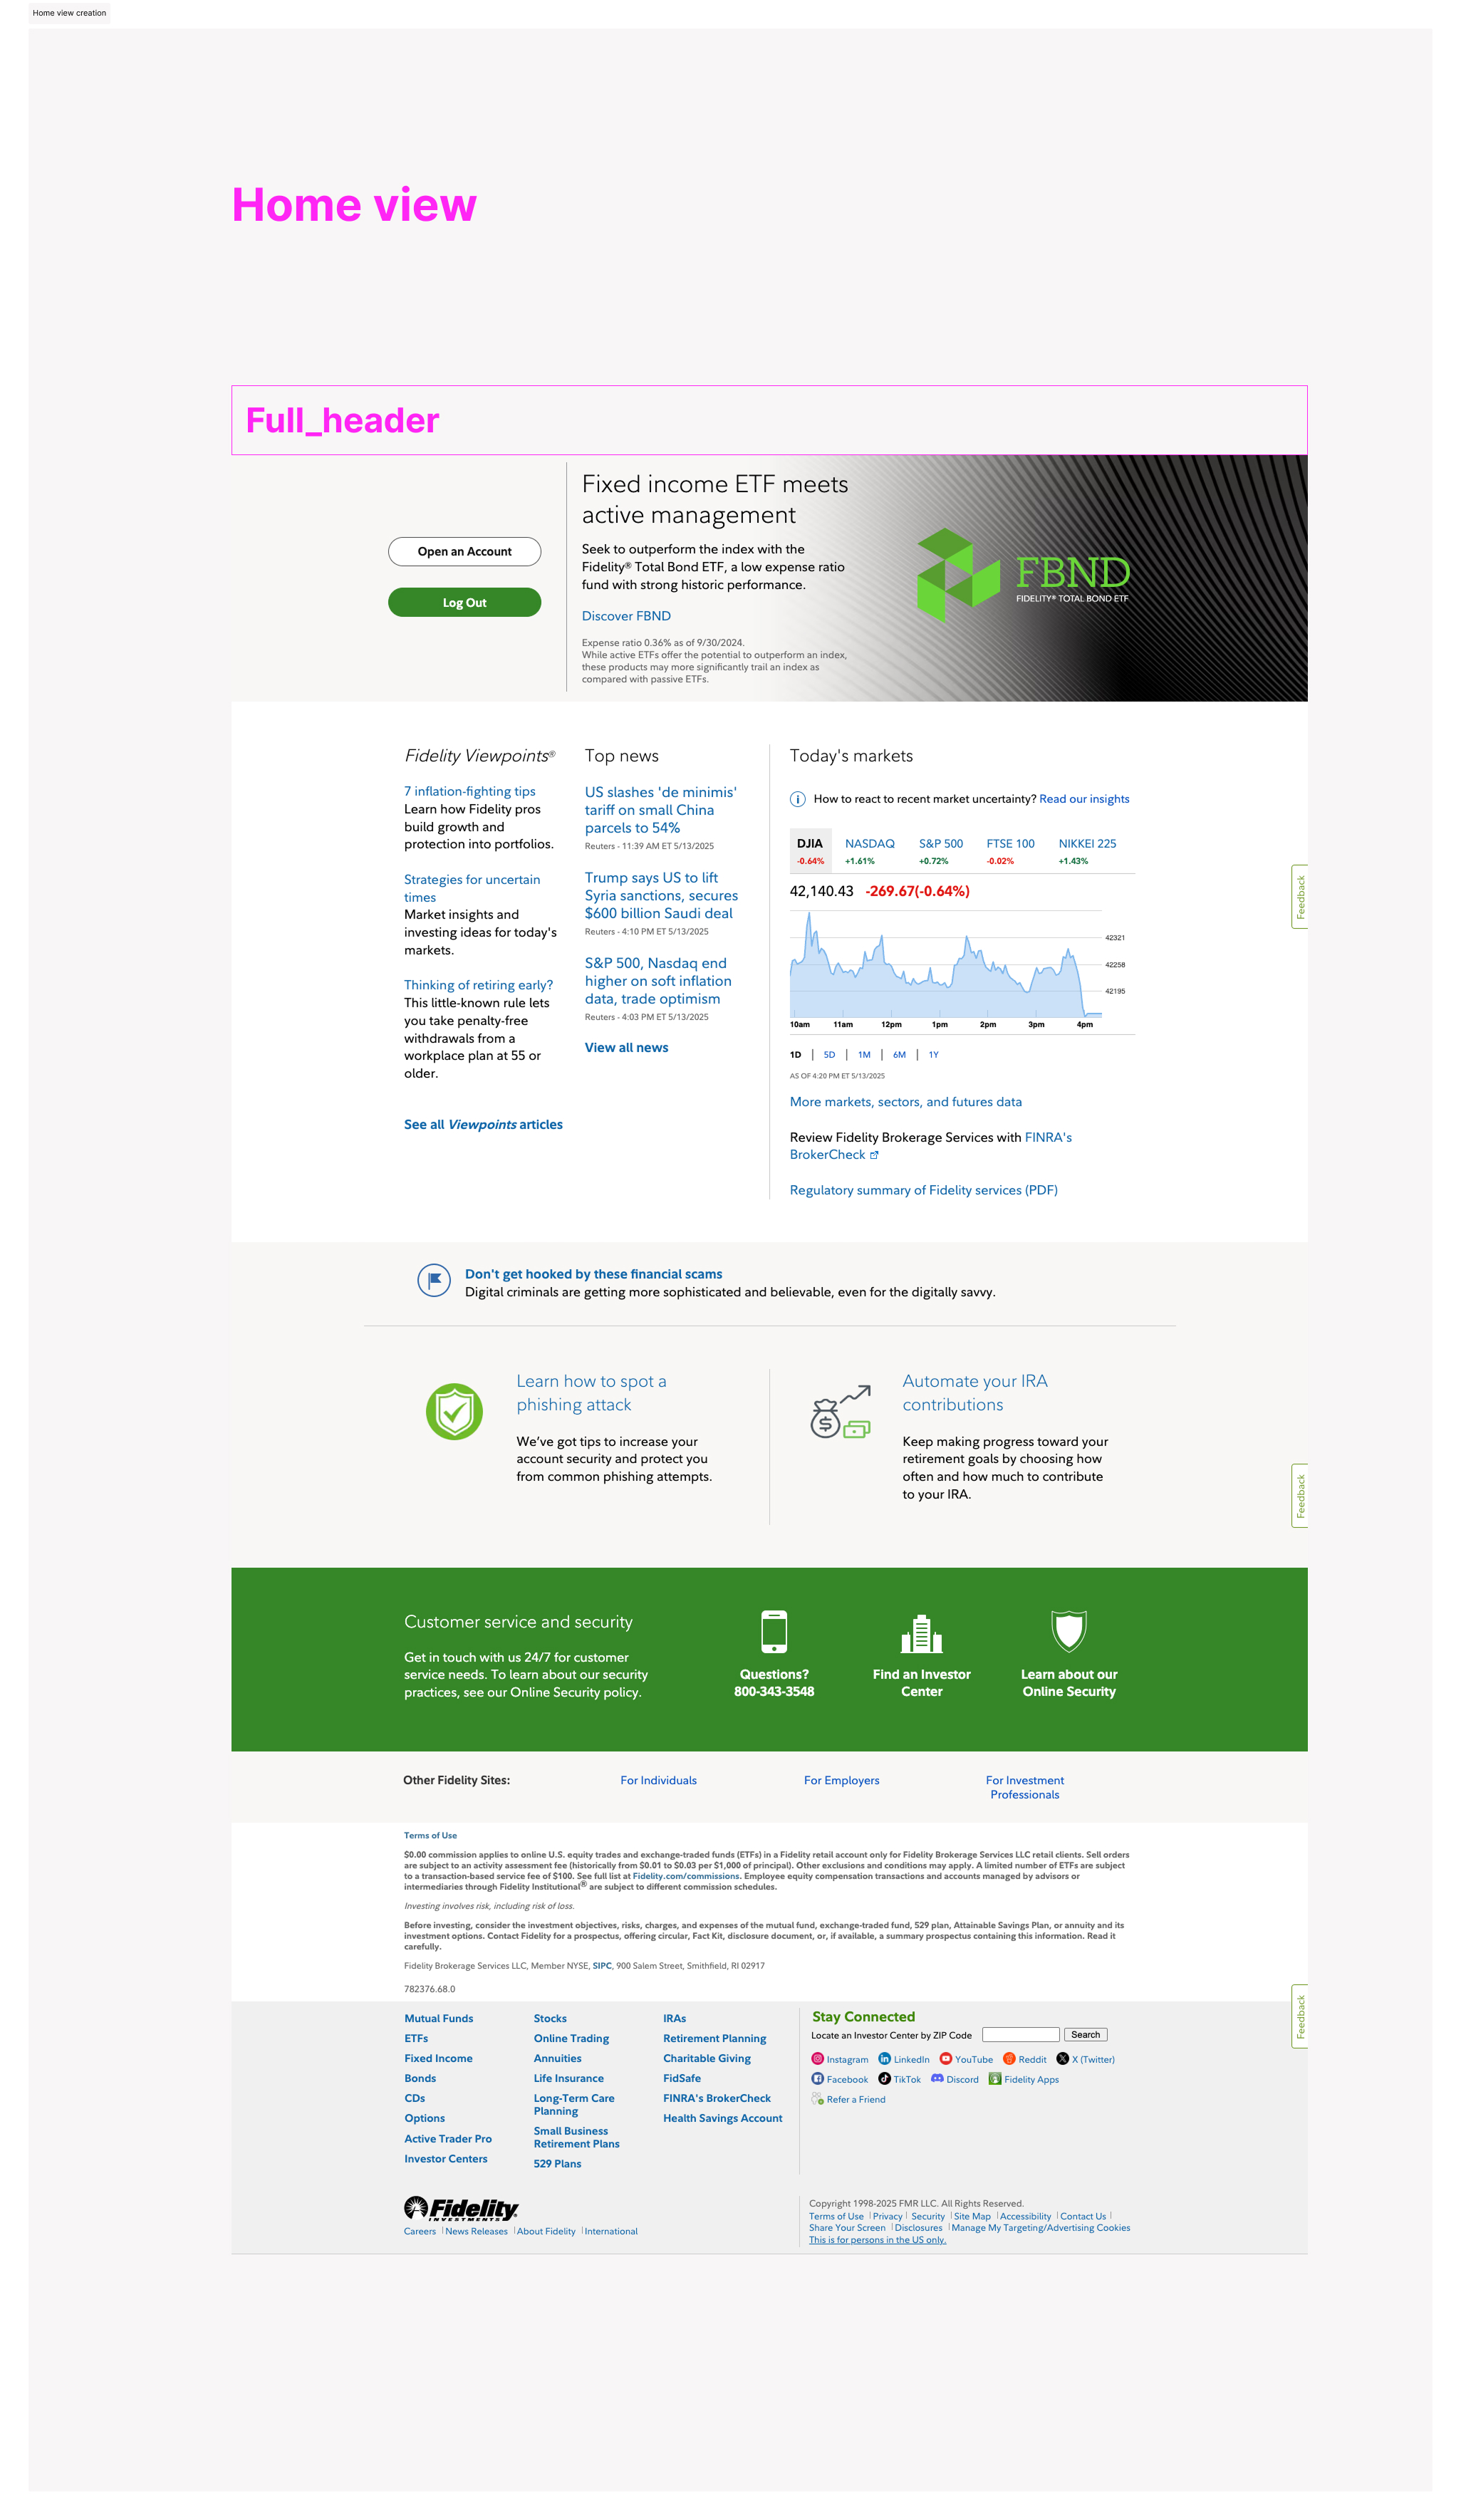 Home view creation
Home view
Full_header
Open an Account
Log Out
Fixed income ETF meets
active management
Seek to outperform the index with the
Fidelity® Total Bond ETF, a low expense ratio
fund with strong historic performance.
Discover FBND
Expense ratio 0.36% as of 9/30/2024.
While active ETFs offer the potential to outperform an index,
these products may more significantly trail an index as
compared with passive ETFs.
FBND
FIDELITY® TOTAL BOND ETF
Fidelity Viewpoints®
7 inflation-fighting tips
Learn how Fidelity pros
build growth and
protection into portfolios.
Strategies for uncertain
times
Market insights and
investing ideas for today's
markets.
Thinking of retiring early?
This little-known rule lets
you take penalty-free
withdrawals from a
workplace plan at 55 or
older.
See all Viewpoints articles
Top news
US slashes 'de minimis'
tariff on small China
parcels to 54%
Reuters - 11:39 AM ET 5/13/2025
Trump says US to lift
Syria sanctions, secures
$600 billion Saudi deal
Reuters - 4:10 PM ET 5/13/2025
S&P 500, Nasdaq end
higher on soft inflation
data, trade optimism
Reuters - 4:03 PM ET 5/13/2025
View all news
Today's markets
How to react to recent market uncertainty? Read our insights
DJIA NASDAQ S&P 500 FTSE 100 NIKKEI 225
-0.64% +1.61% +0.72% -0.02% +1.43%
42,140.43 -269.67(-0.64%)
42321
42258
42195
10am 11am 12pm 1pm 2pm 3pm 4pm
1D | 5D | 1M | 6M | 1Y
AS OF 4:20 PM ET 5/13/2025
More markets, sectors, and futures data
Review Fidelity Brokerage Services with FINRA's
BrokerCheck
Regulatory summary of Fidelity services (PDF)
Feedback
Don't get hooked by these financial scams
Digital criminals are getting more sophisticated and believable, even for the digitally savvy.
Learn how to spot a
phishing attack
We've got tips to increase your
account security and protect you
from common phishing attempts.
Automate your IRA
contributions
Keep making progress toward your
retirement goals by choosing how
often and how much to contribute
to your IRA.
Feedback
Customer service and security
Get in touch with us 24/7 for customer
service needs. To learn about our security
practices, see our Online Security policy.
Questions?
800-343-3548
Find an Investor
Center
Learn about our
Online Security
Other Fidelity Sites: For Individuals For Employers For Investment
Professionals
Terms of Use
$0.00 commission applies to online U.S. equity trades and exchange-traded funds (ETFs) in a Fidelity retail account only for Fidelity Brokerage Services LLC retail clients. Sell orders
are subject to an activity assessment fee (historically from $0.01 to $0.03 per $1,000 of principal). Other exclusions and conditions may apply. A limited number of ETFs are subject
to a transaction-based service fee of $100. See full list at Fidelity.com/commissions. Employee equity compensation transactions and accounts managed by advisors or
intermediaries through Fidelity Institutional® are subject to different commission schedules.
Investing involves risk, including risk of loss.
Before investing, consider the investment objectives, risks, charges, and expenses of the mutual fund, exchange-traded fund, 529 plan, Attainable Savings Plan, or annuity and its
investment options. Contact Fidelity for a prospectus, offering circular, Fact Kit, disclosure document, or, if available, a summary prospectus containing this information. Read it
carefully.
Fidelity Brokerage Services LLC, Member NYSE, SIPC, 900 Salem Street, Smithfield, RI 02917
782376.68.0
Feedback
Mutual Funds
ETFs
Fixed Income
Bonds
CDs
Options
Active Trader Pro
Investor Centers
Stocks
Online Trading
Annuities
Life Insurance
Long-Term Care
Planning
Small Business
Retirement Plans
529 Plans
IRAs
Retirement Planning
Charitable Giving
FidSafe
FINRA's BrokerCheck
Health Savings Account
Stay Connected
Locate an Investor Center by ZIP Code Search
Instagram LinkedIn YouTube Reddit X (Twitter)
Facebook TikTok Discord Fidelity Apps
Refer a Friend
Fidelity
INVESTMENTS
Careers | News Releases | About Fidelity | International
Copyright 1998-2025 FMR LLC. All Rights Reserved.
Terms of Use | Privacy | Security | Site Map | Accessibility | Contact Us |
Share Your Screen | Disclosures | Manage My Targeting/Advertising Cookies
This is for persons in the US only.